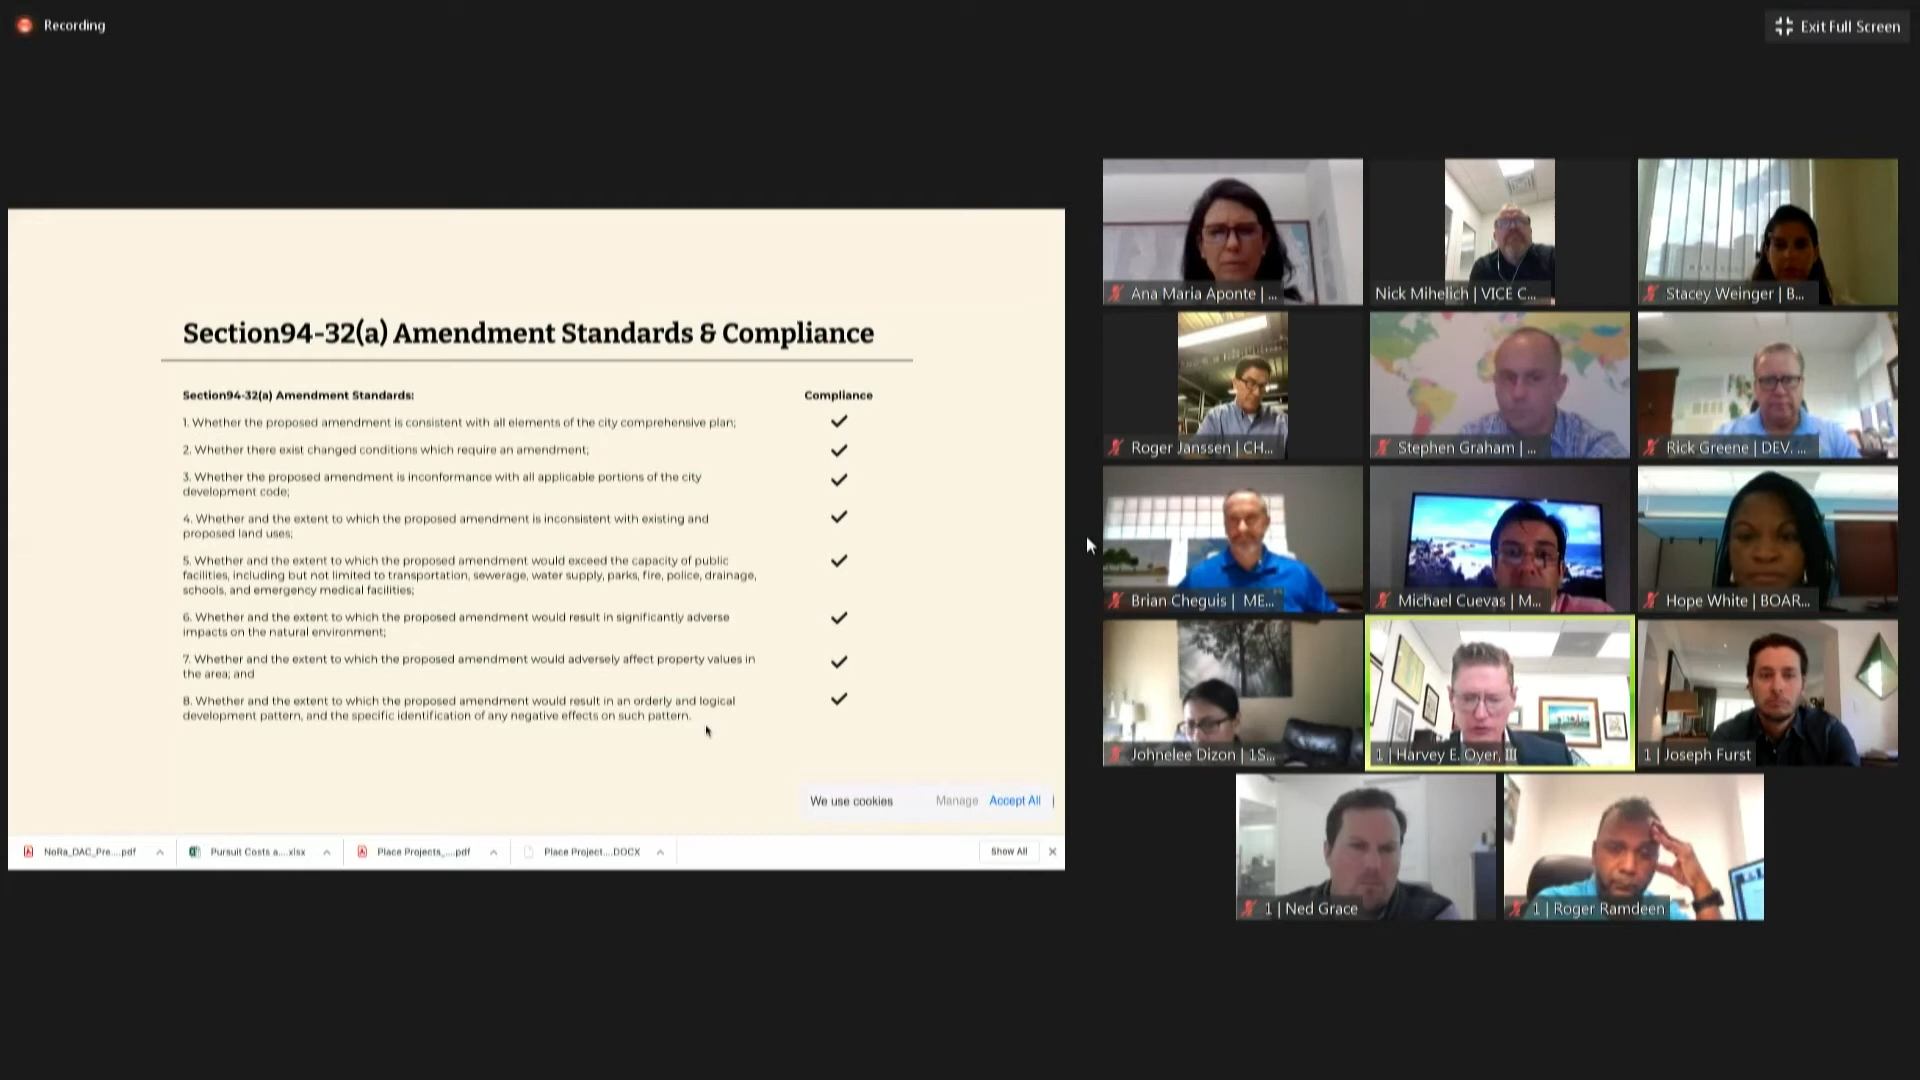 Recording
Exit Full Screen
Section94-32(a) Amendment Standards & Compliance
Section94-32(a) Amendment Standards:
Compliance
1. Whether the proposed amendment is consistent with all elements of the city comprehensive plan;
2. Whether there exist changed conditions which require an amendment;
3. Whether the proposed amendment is inconformance with all applicable portions of the city
development code;
4. Whether and the extent to which the proposed amendment is inconsistent with existing and
proposed land uses;
5. Whether and the extent to which the proposed amendment would exceed the capacity of public
facilities, including but not limited to transportation, sewerage, water supply, parks, fire, police, drainage,
schools, and emergency medical facilities;
6. Whether and the extent to which the proposed amendment would result in significantly adverse
impacts on the natural environment;
7. Whether and the extent to which the proposed amendment would adversely affect property values in
the area; and
8. Whether and the extent to which the proposed amendment would result in an orderly and logical
development pattern, and the specific identification of any negative effects on such pattern.
We use cookies
Manage
Accept All
NoRa_DAC_Pre....pdf
Pursuit Costs a....xlsx
Place Projects_....pdf
Place Project....DOCX
Show All
Ana Maria Aponte | ...
Nick Mihelich | VICE C...
Stacey Weinger | B...
Roger Janssen | CH...
Stephen Graham | ...
Rick Greene | DEV. ...
Brian Cheguis | ME...
Michael Cuevas | M...
Hope White | BOAR...
Johnelee Dizon | 1S...
1 | Harvey E. Oyer, III
1 | Joseph Furst
1 | Ned Grace
1 | Roger Ramdeen